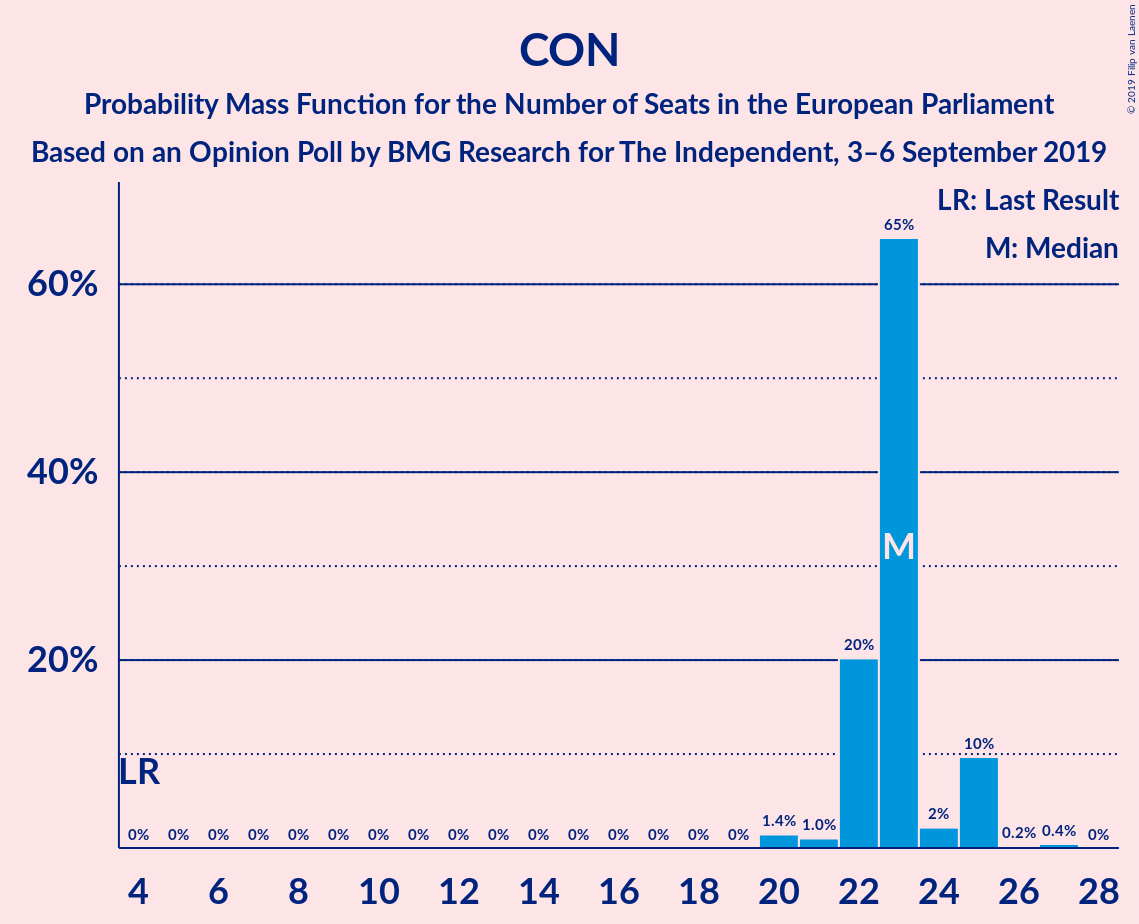 CON
Probability Mass Function for the Number of Seats in the European Parliament
Based on an Opinion Poll by BMG Research for The Independent, 3–6 September 2019
© 2019 Filip van Laenen
LR: Last Result
M: Median
65%
60%
40%
M
20%
20%
10%
LR
0% 0% 0% 0% 0% 0% 0% 0% 0% 0% 0% 0% 0% 0% 0% 0% 1.4% 1.0% 2% 0.2% 0.4% 0%
4 6 8 10 12 14 16 18 20 22 24 26 28